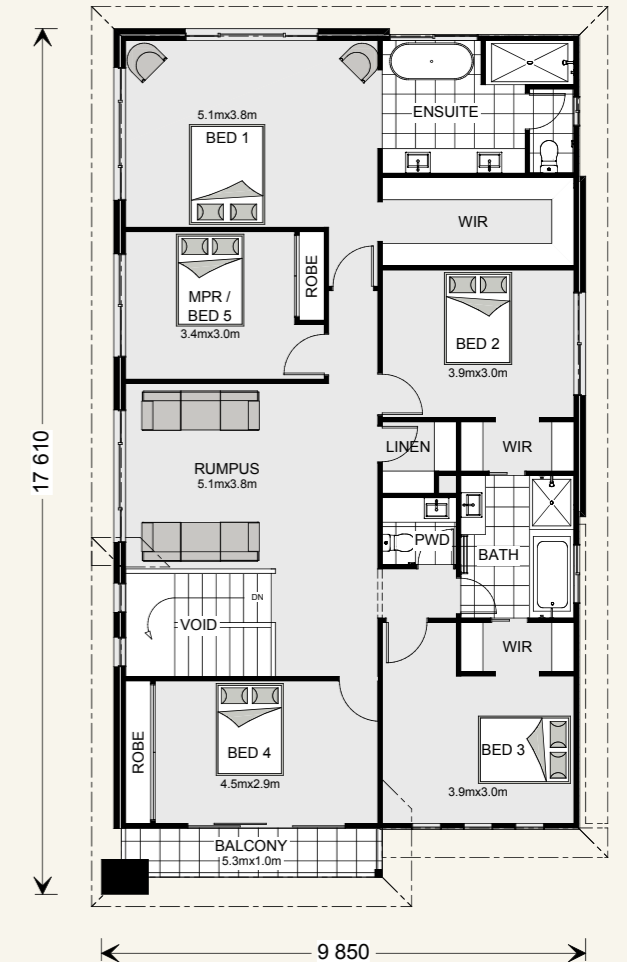 5.1mx3.8m
BED 1
ENSUITE
WIR
MPR /
BED 5
3.4mx3.0m
ROBE
BED 2
3.9mx3.0m
LINEN
WIR
RUMPUS
5.1mx3.8m
PWD
BATH
DN
VOID
WIR
ROBE
BED 4
4.5mx2.9m
BED 3
3.9mx3.0m
BALCONY
5.3mx1.0m
17 610
9 850